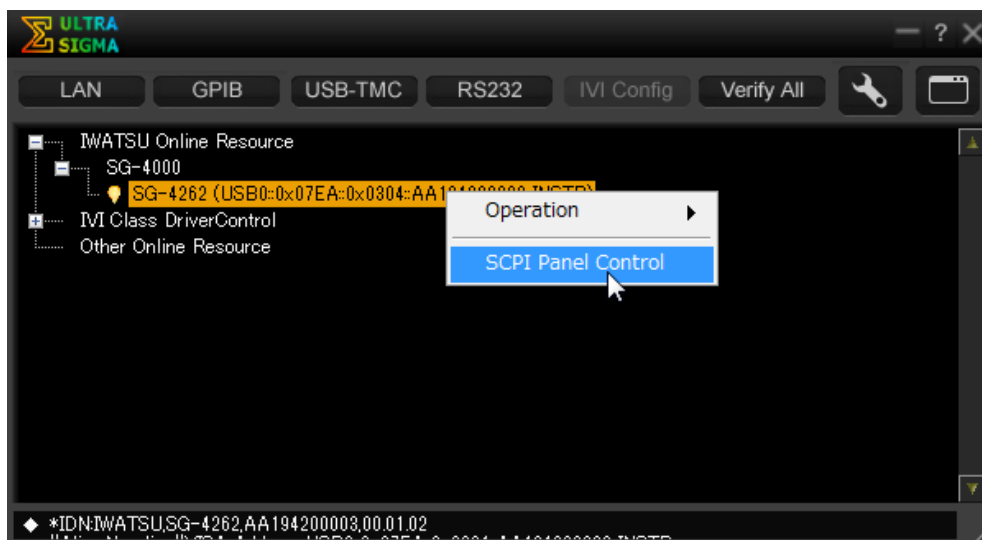 ULTRA
SIGMA
?
LAN GPIB USB-TMC RS232 IVI Config Verify All
IWATSU Online Resource
SG-4000
SG-4262 (USB0::0x07EA::0x0304::AA1
Operation
IVI Class DriverControl
Other Online Resource
SCPI Panel Control
*IDN:IWATSU,SG-4262,AA194200003,00.01.02